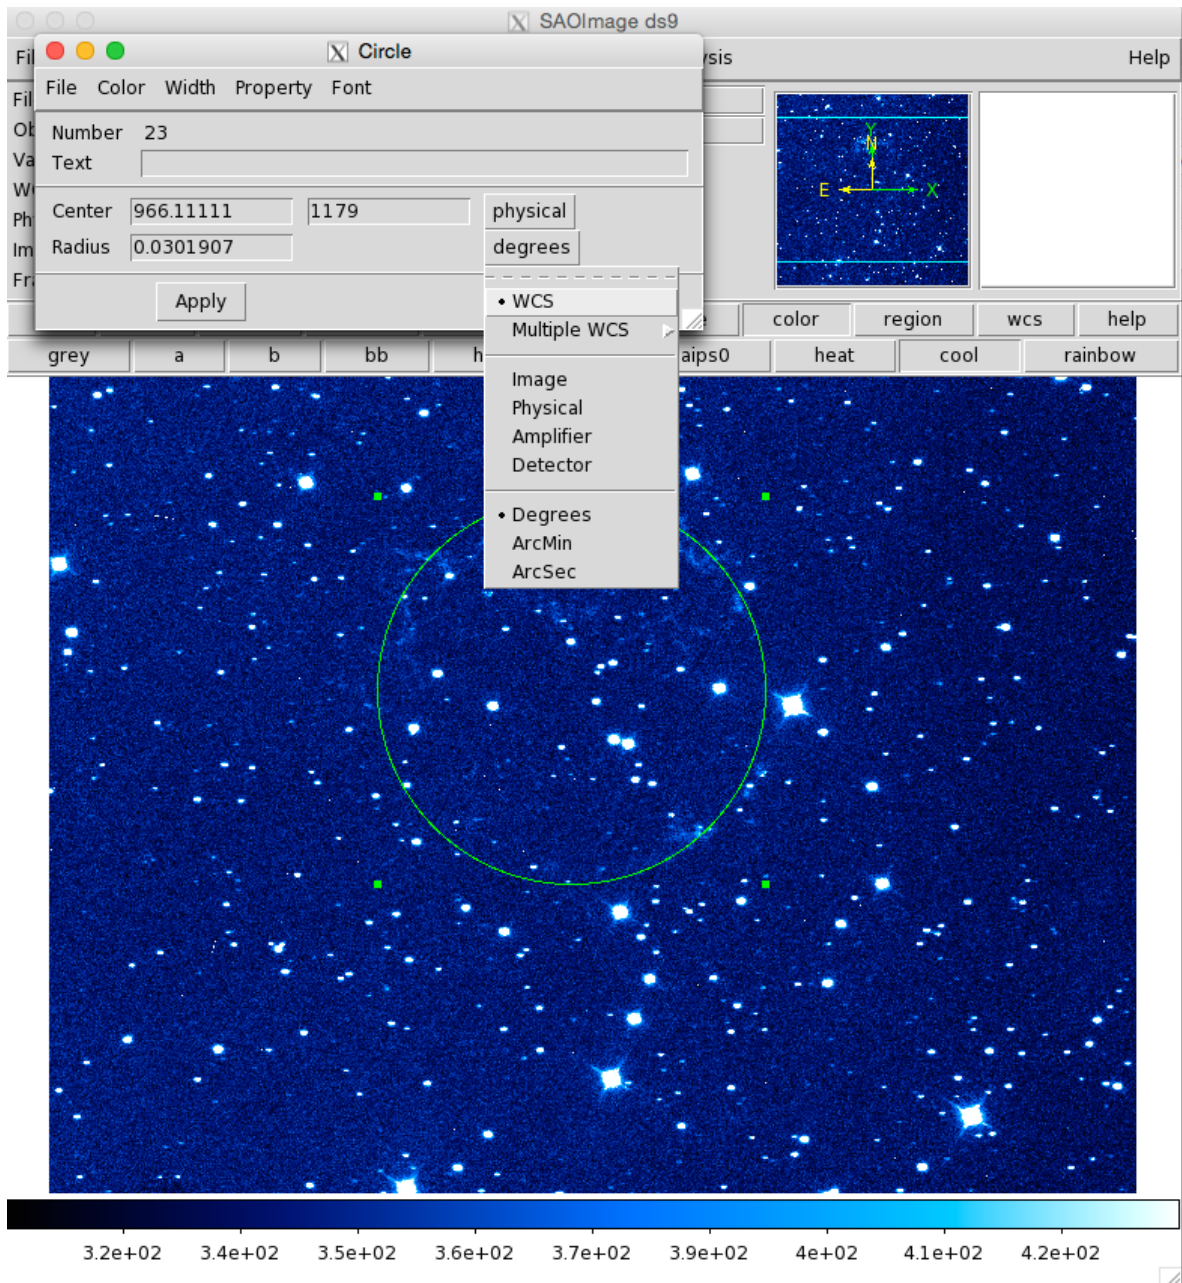 SAOImage ds9
Circle
Help
File Color Width Property Font
Number 23
Text
Center 966.11111 1179 physical
Radius 0.0301907 degrees
Apply
Y
N
E
X
WCS
Multiple WCS
color region wcs help
grey a b bb aips0 heat cool rainbow
Image
Physical
Amplifier
Detector
Degrees
ArcMin
ArcSec
3.2e+02 3.4e+02 3.5e+02 3.6e+02 3.7e+02 3.9e+02 4e+02 4.1e+02 4.2e+02